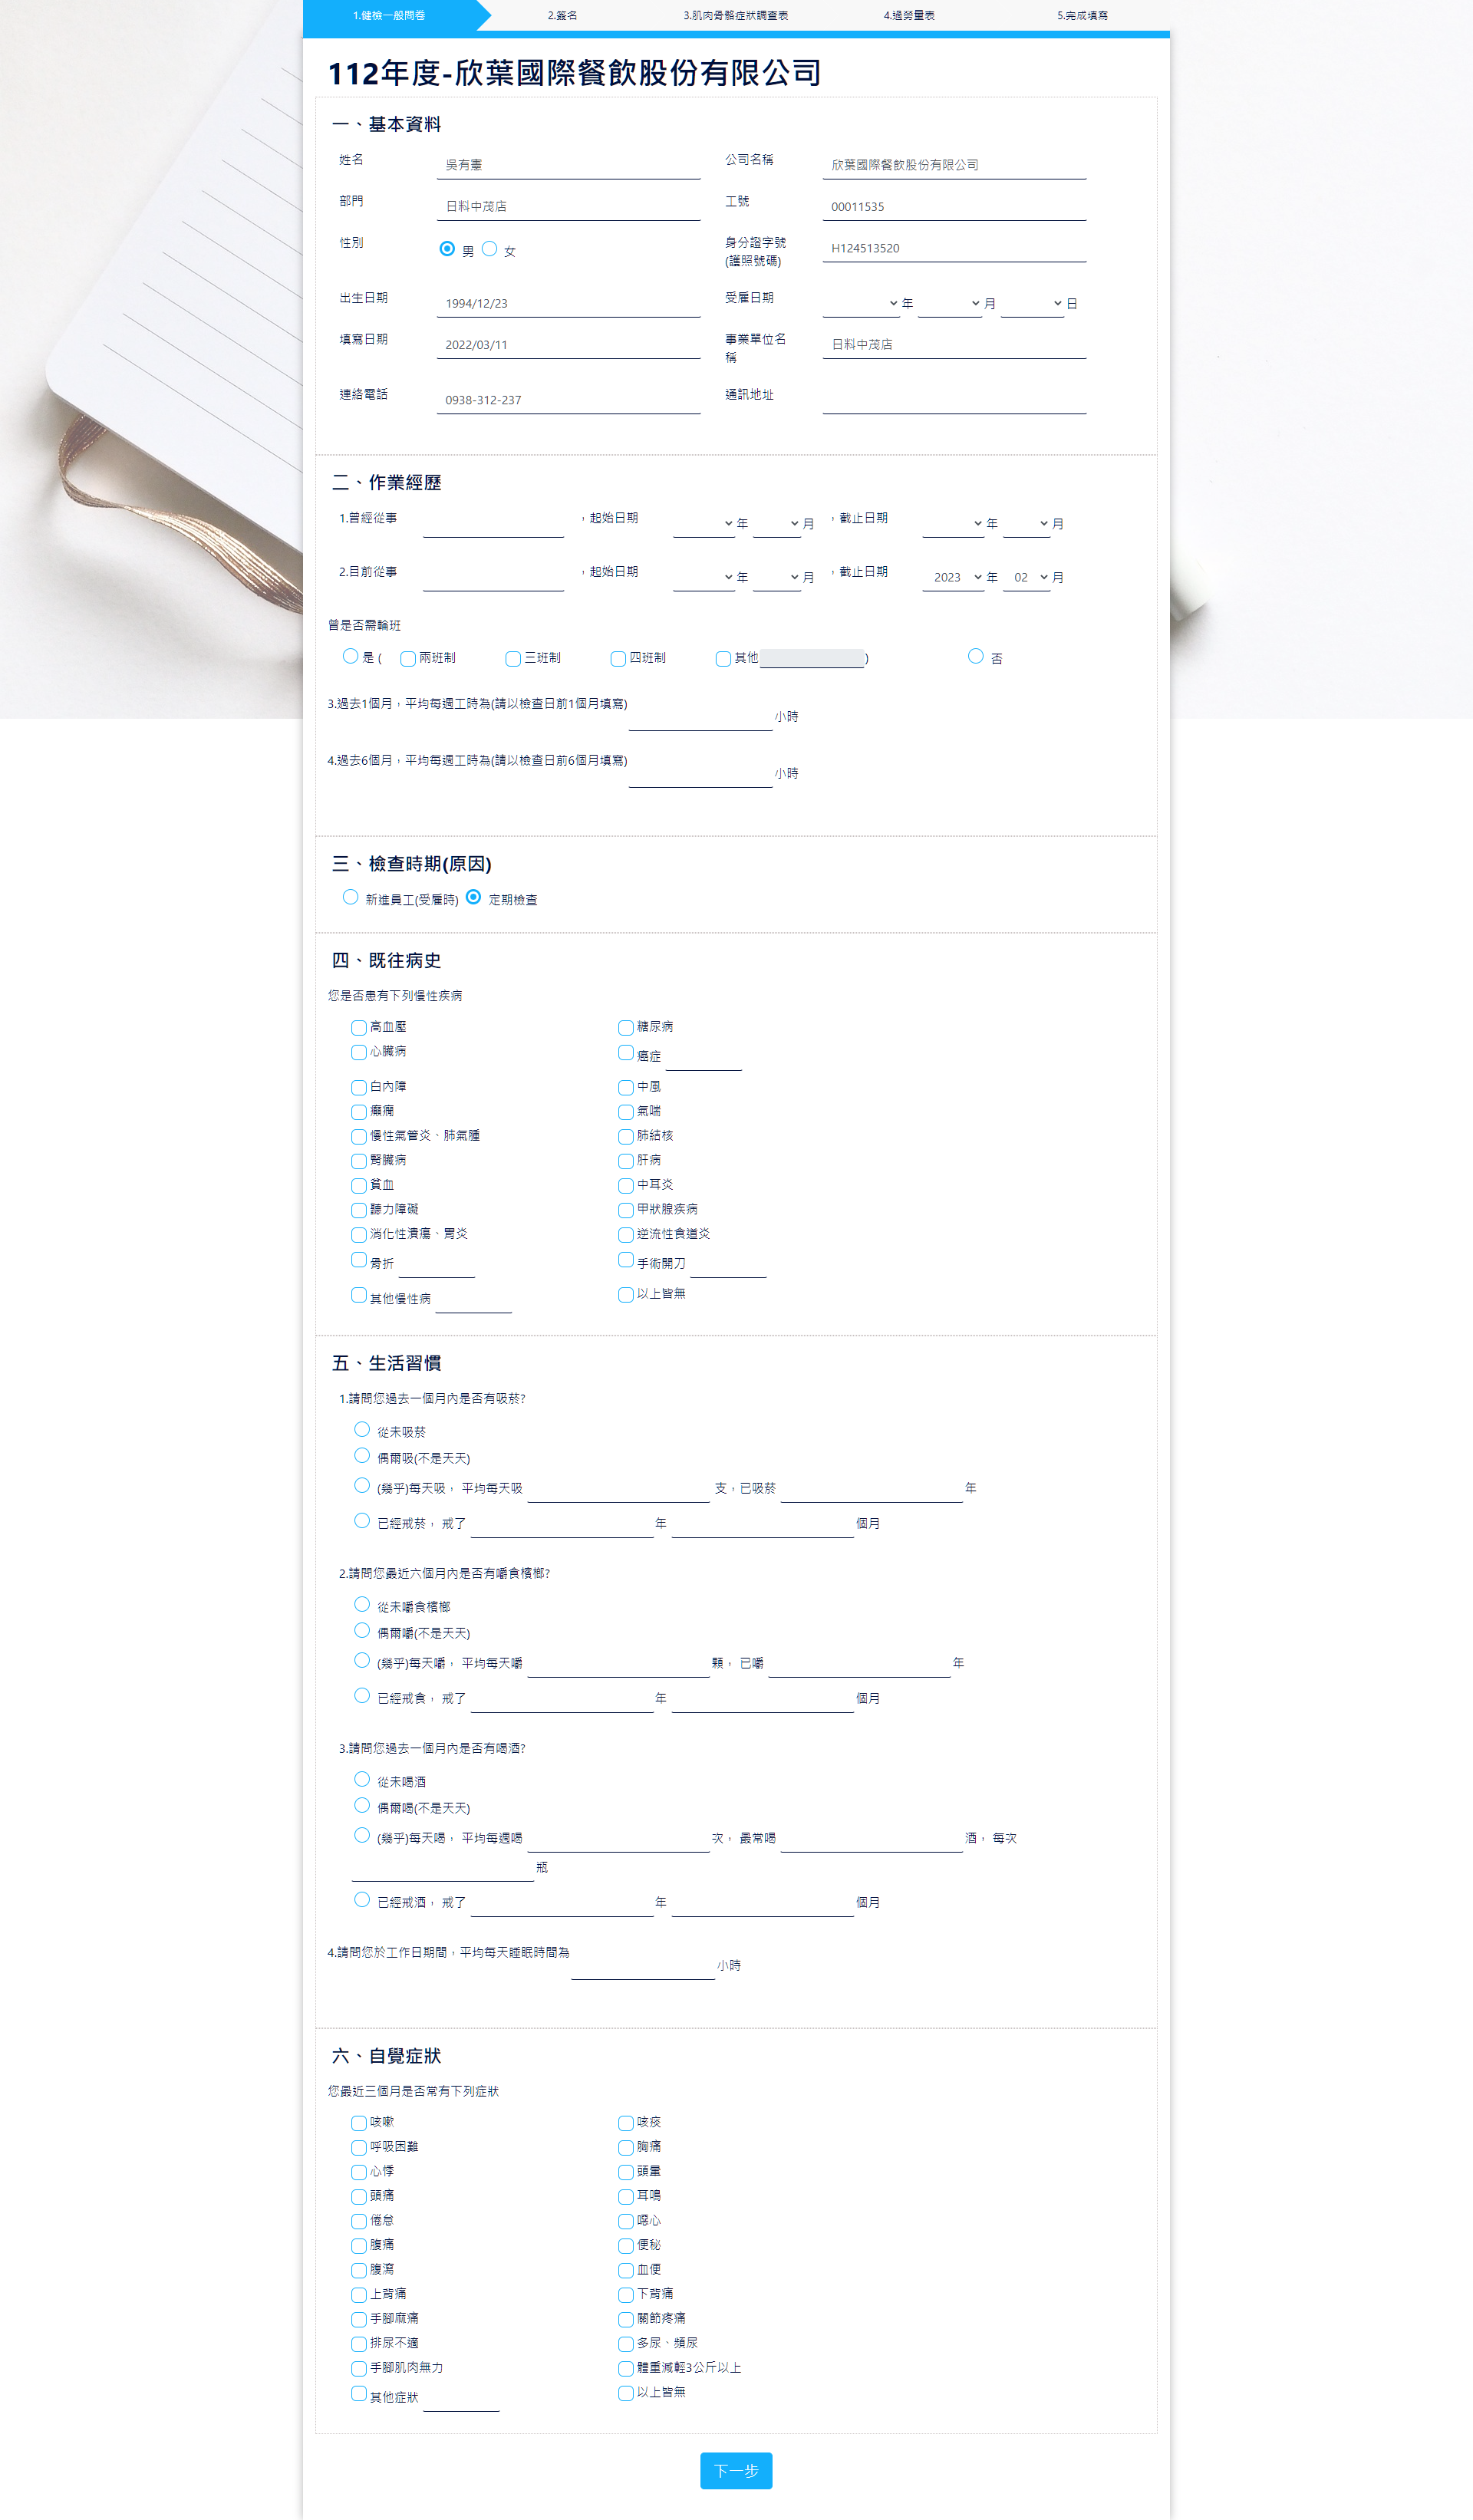 1.健檢一般問卷 2.簽名 3.肌肉骨骼症狀調查表 4.過勞量表 5.完成填寫
112年度-欣葉國際餐飲股份有限公司
一、基本資料
姓名 吳有憲 公司名稱 欣葉國際餐飲股份有限公司
部門 日料中茂店 工號 00011535
性別 男 女 身分證字號
(護照號碼) H124513520
出生日期 1994/12/23 受雇日期 年 月 日
填寫日期 2022/03/11 事業單位名
稱 日料中茂店
連絡電話 0938-312-237 通訊地址
二、作業經歷
1.曾經從事 ，起始日期 年 月 ，截止日期 年 月
2.目前從事 ，起始日期 年 月 ，截止日期 2023 年 02 月
曾是否需輪班
是 ( 兩班制 三班制 四班制 其他 ) 否
3.過去1個月，平均每週工時為(請以檢查日前1個月填寫) 小時
4.過去6個月，平均每週工時為(請以檢查日前6個月填寫) 小時
三、檢查時期(原因)
新進員工(受雇時) 定期檢查
四、既往病史
您是否患有下列慢性疾病
高血壓 糖尿病
心臟病 癌症
白內障 中風
癲癇 氣喘
慢性氣管炎、肺氣腫 肺結核
腎臟病 肝病
貧血 中耳炎
聽力障礙 甲狀腺疾病
消化性潰瘍、胃炎 逆流性食道炎
骨折 手術開刀
其他慢性病 以上皆無
五、生活習慣
1.請問您過去一個月內是否有吸菸?
從未吸菸
偶爾吸(不是天天)
(幾乎)每天吸， 平均每天吸 支，已吸菸 年
已經戒菸， 戒了 年 個月
2.請問您最近六個月內是否有嚼食檳榔?
從未嚼食檳榔
偶爾嚼(不是天天)
(幾乎)每天嚼， 平均每天嚼 顆， 已嚼 年
已經戒食， 戒了 年 個月
3.請問您過去一個月內是否有喝酒?
從未喝酒
偶爾喝(不是天天)
(幾乎)每天喝， 平均每週喝 次， 最常喝 酒， 每次
瓶
已經戒酒， 戒了 年 個月
4.請問您於工作日期間，平均每天睡眠時間為 小時
六、自覺症狀
您最近三個月是否常有下列症狀
咳嗽 咳痰
呼吸困難 胸痛
心悸 頭暈
頭痛 耳鳴
倦怠 噁心
腹痛 便秘
腹瀉 血便
上背痛 下背痛
手腳麻痛 關節疼痛
排尿不適 多尿、頻尿
手腳肌肉無力 體重減輕3公斤以上
其他症狀 以上皆無
下一步